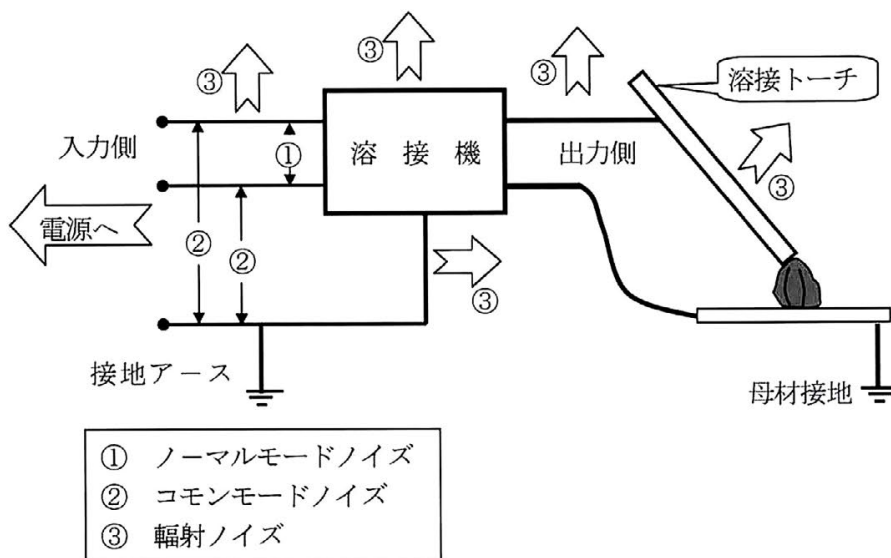 ③
③
③
溶接トーチ
入力側
①
溶接機
出力側
③
電源へ
②
②
③
接地アース
母材接地
① ノーマルモードノイズ
② コモンモードノイズ
③ 輻射ノイズ